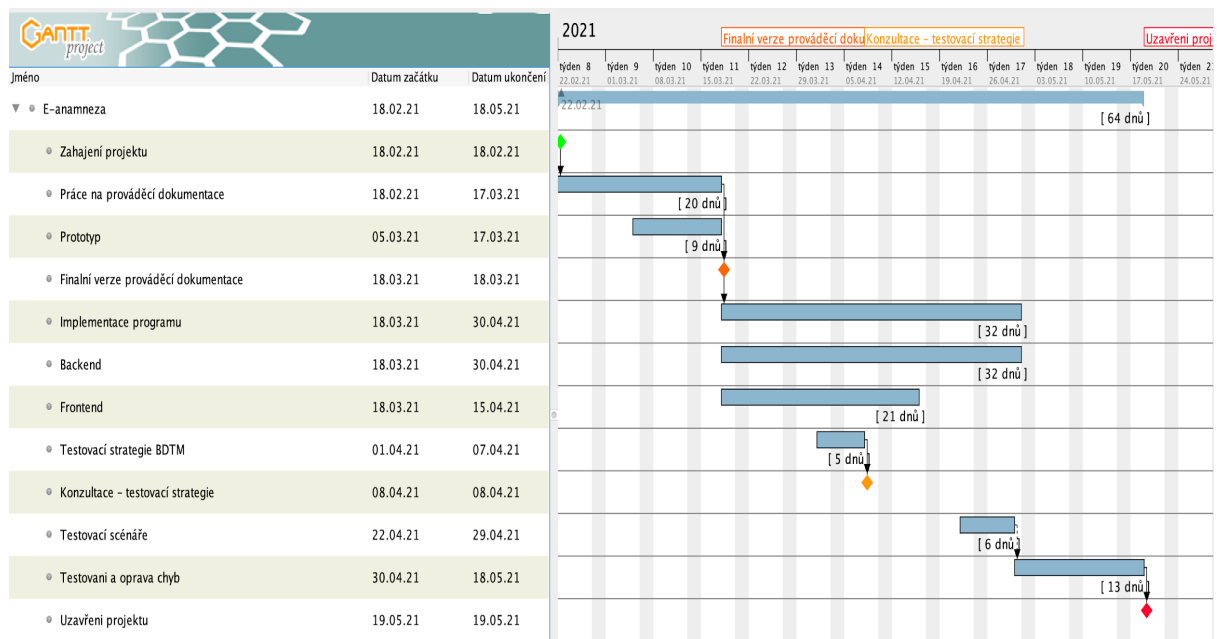 GANTT
project
2021
Finalní verze prováděcí doku
Konzultace – testovací strategie
Uzavřeni proj
týden 8 týden 9 týden 10 týden 11 týden 12 týden 13 týden 14 týden 15 týden 16 týden 17 týden 18 týden 19 týden 20 týden 21
22.02.21 01.03.21 08.03.21 15.03.21 22.03.21 29.03.21 05.04.21 12.04.21 19.04.21 26.04.21 03.05.21 10.05.21 17.05.21 24.05.21
Jméno Datum začátku Datum ukončení
E-anamneza 18.02.21 18.05.21
22.02.21
[ 64 dnů ]
Zahajení projektu 18.02.21 18.02.21
Práce na prováděcí dokumentace 18.02.21 17.03.21
[ 20 dnů ]
Prototyp 05.03.21 17.03.21
[ 9 dnů ]
Finalní verze prováděcí dokumentace 18.03.21 18.03.21
Implementace programu 18.03.21 30.04.21
[ 32 dnů ]
Backend 18.03.21 30.04.21
[ 32 dnů ]
Frontend 18.03.21 15.04.21
[ 21 dnů ]
Testovací strategie BDTM 01.04.21 07.04.21
[ 5 dnů ]
Konzultace – testovací strategie 08.04.21 08.04.21
Testovací scénáře 22.04.21 29.04.21
[ 6 dnů ]
Testovani a oprava chyb 30.04.21 18.05.21
[ 13 dnů ]
Uzavřeni projektu 19.05.21 19.05.21